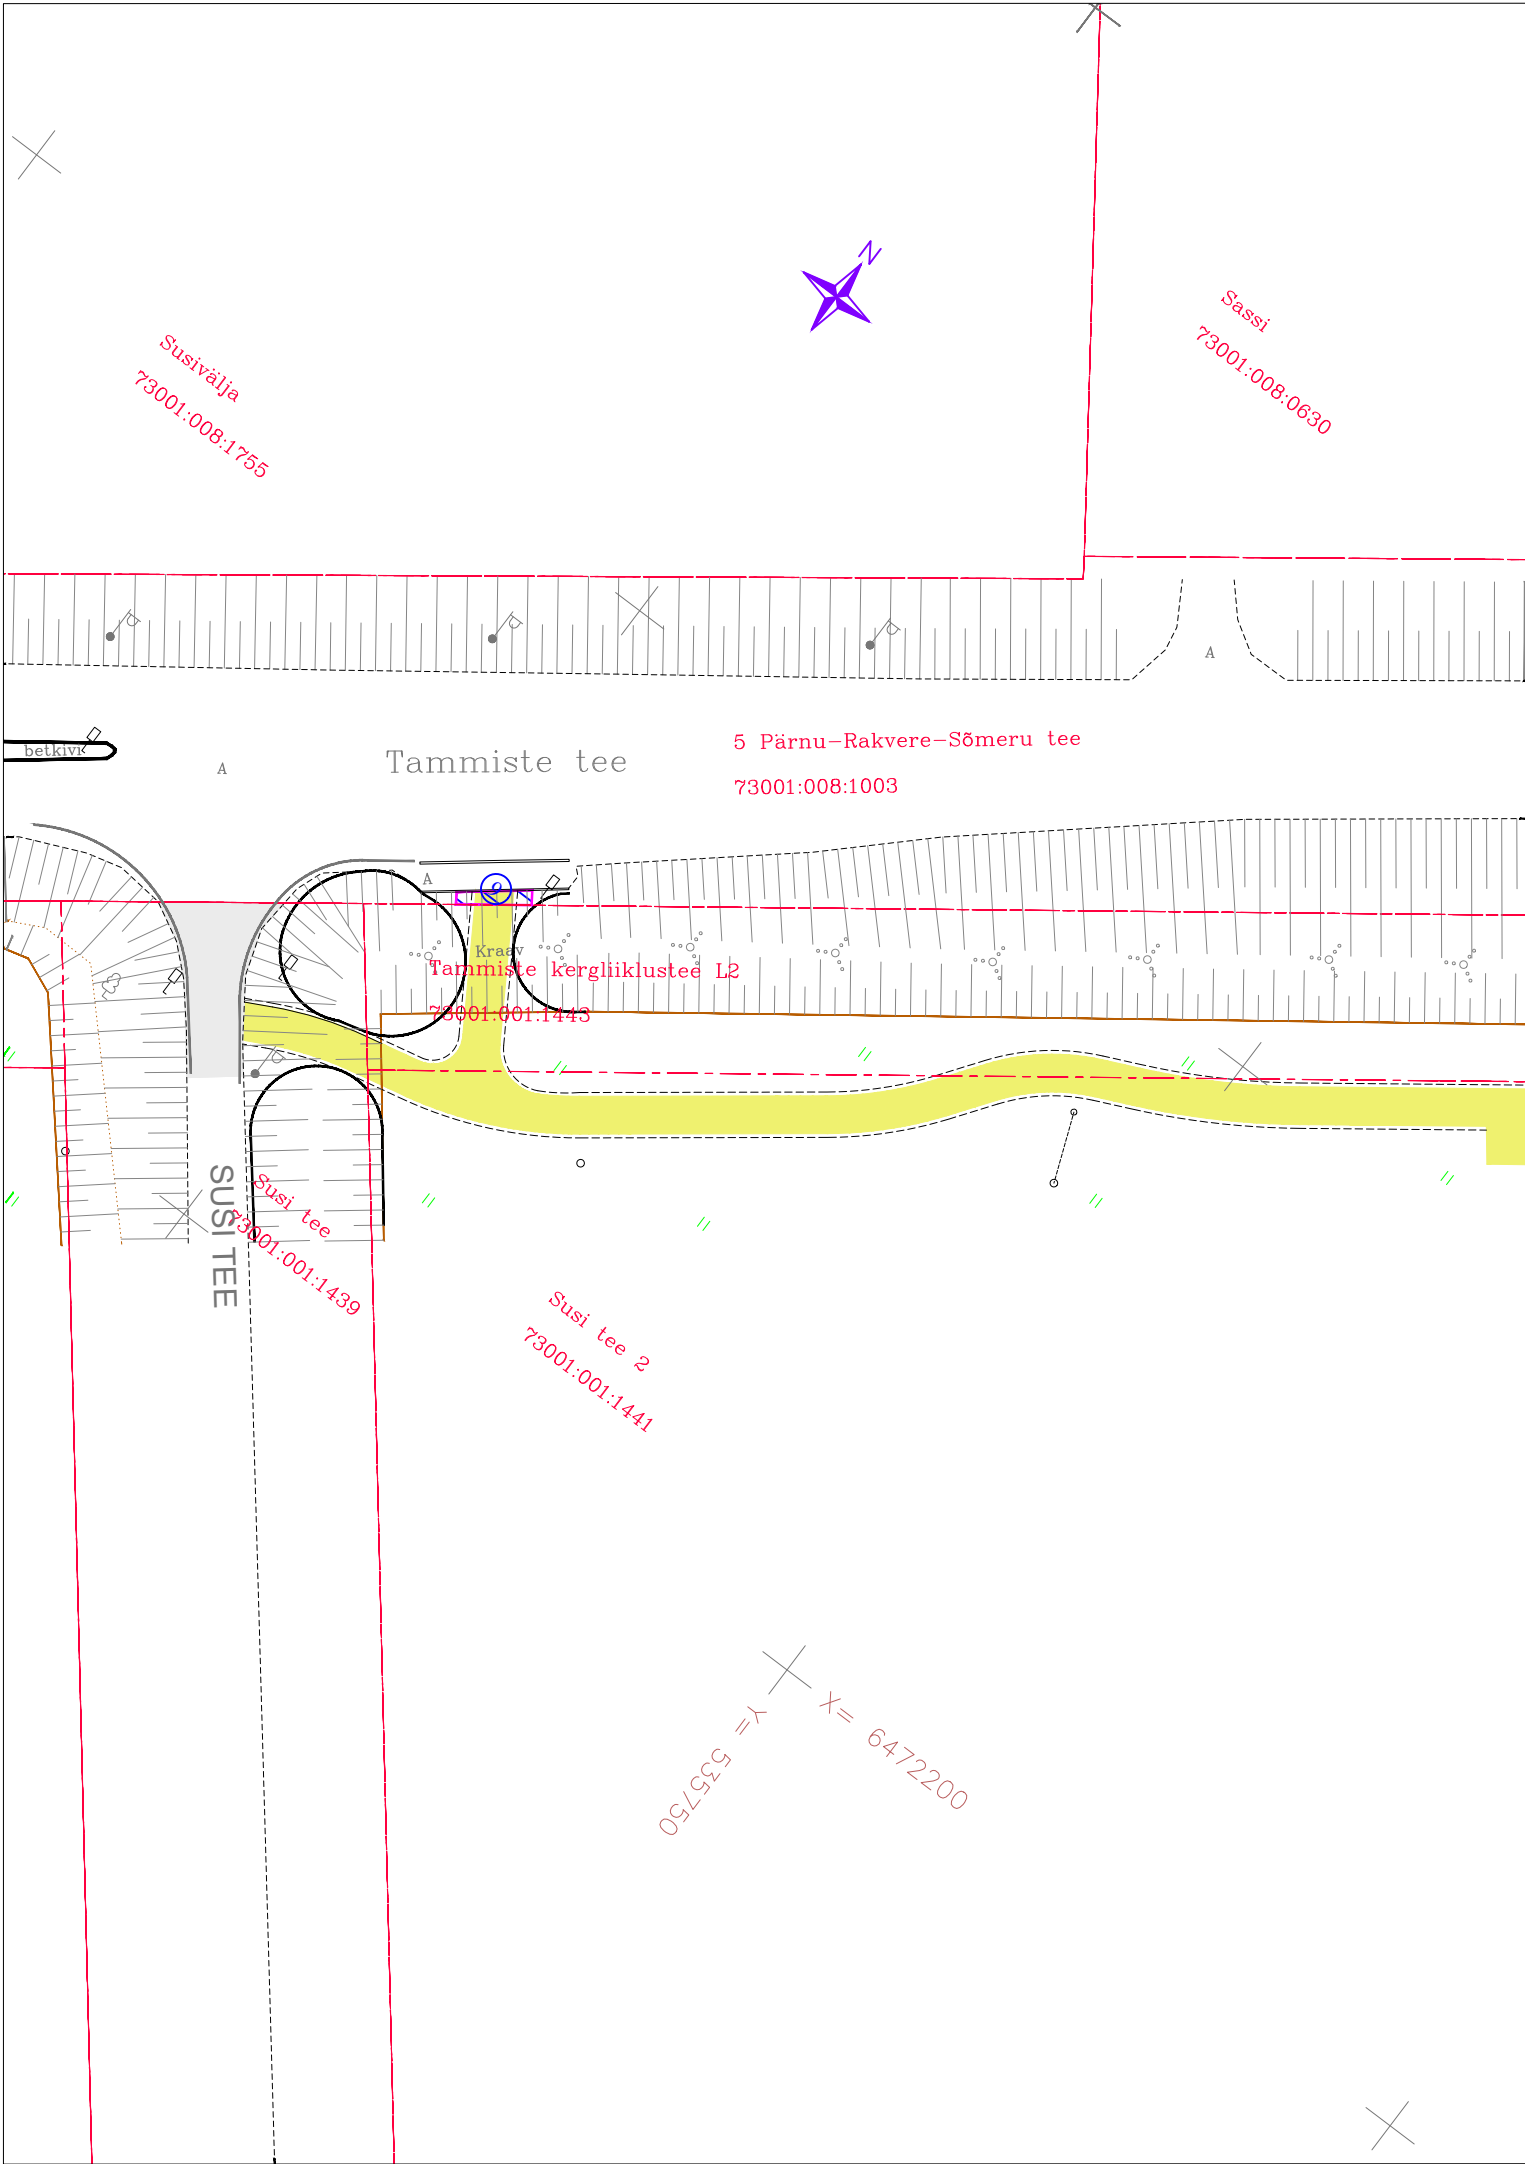 N
Sassi
73001:008:0630
Susivälja
73001:008:1755
A
betkivi
A
Tammiste tee
5 Pärnu-Rakvere-Sõmeru tee
73001:008:1003
A
Kraav
Tammiste kergliiklustee L2
73001:001:1443
SUSI TEE
Susi tee
73001:001:1439
Susi tee 2
73001:001:1441
X= 6472200
Y= 535750